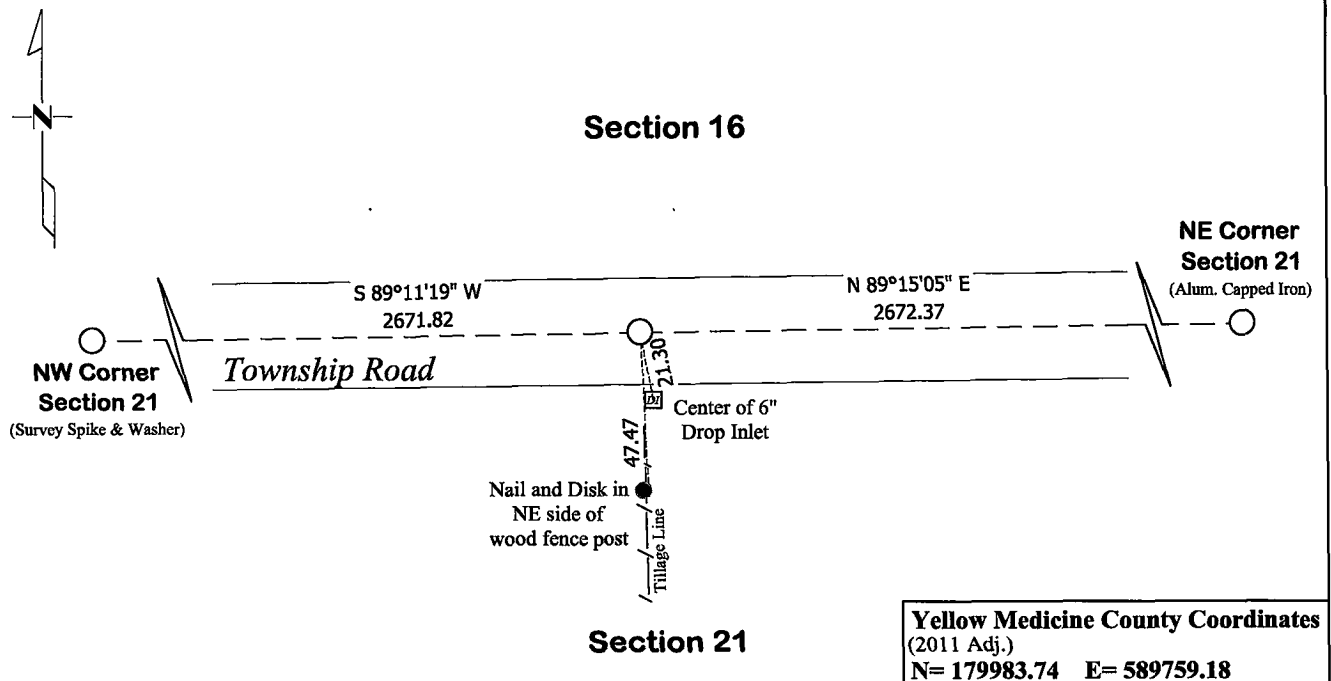 N
Section 16
NE Corner
Section 21
(Alum. Capped Iron)
S 89°11'19" W
2671.82
N 89°15'05" E
2672.37
NW Corner
Section 21
(Survey Spike & Washer)
Township Road
21.30
DI
Center of 6"
Drop Inlet
47.47
Nail and Disk in
NE side of
wood fence post
Tillage Line
Section 21
Yellow Medicine County Coordinates
(2011 Adj.)
N= 179983.74 E= 589759.18